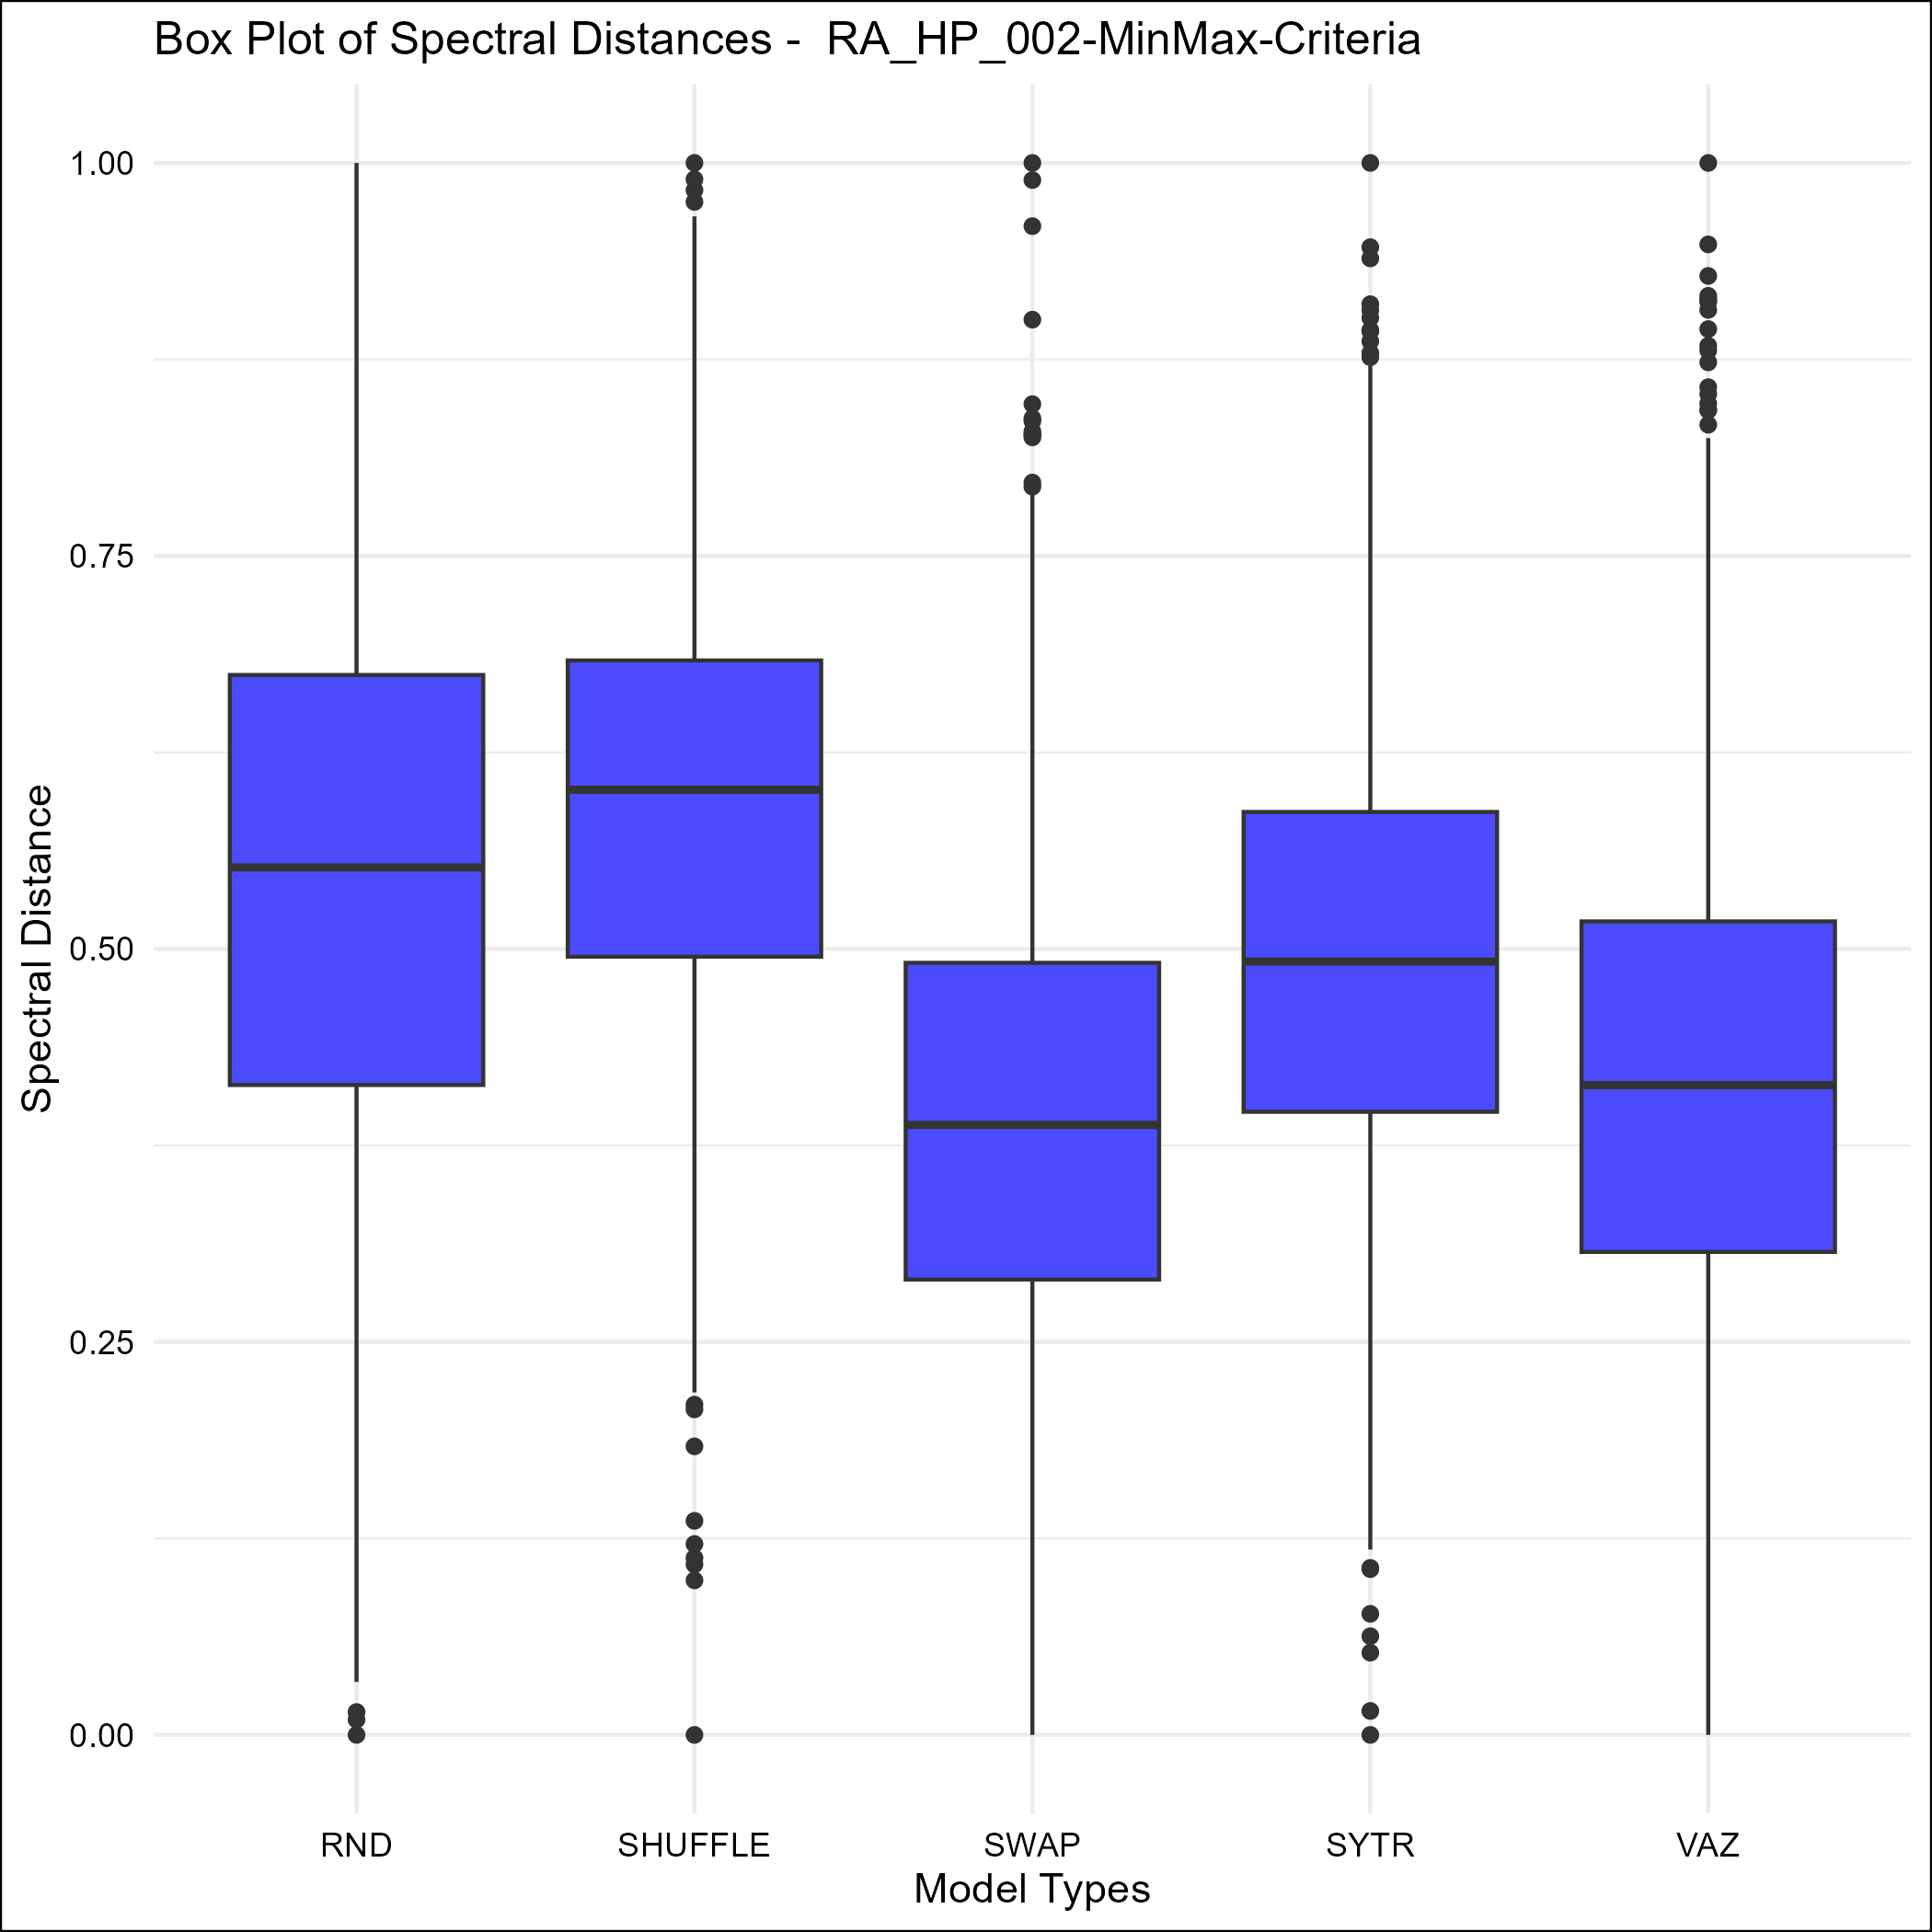 Box Plot of Spectral Distances -  RA_HP_002-MinMax-Criteria
1.00
0.75
0.50
0.25
0.00
Spectral Distance
RND SHUFFLE SWAP SYTR VAZ
Model Types